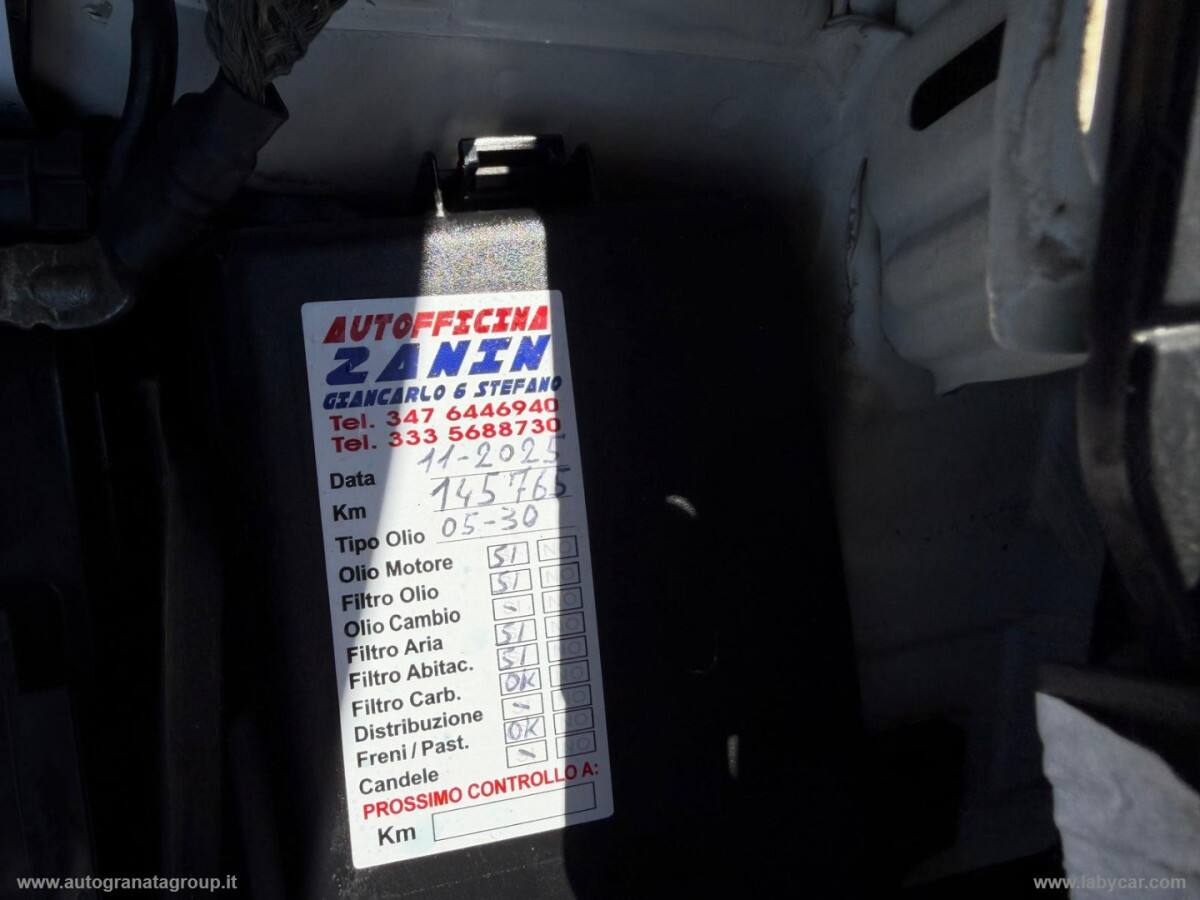 AUTOFFICINA
ZANIN
GIANCARLO & STEFANO
Tel. 347 6446940
Tel. 333 5688730
Data 11-2025
Km 145765
Tipo Olio 05-30
Olio Motore SI NO
Filtro Olio SI NO
Olio Cambio - NO
Filtro Aria SI NO
Filtro Abitac. SI NO
Filtro Carb. OK NO
Distribuzione - NO
Freni / Past. OK NO
Candele - NO
PROSSIMO CONTROLLO A:
Km
www.autogranatagroup.it
www.labycar.com